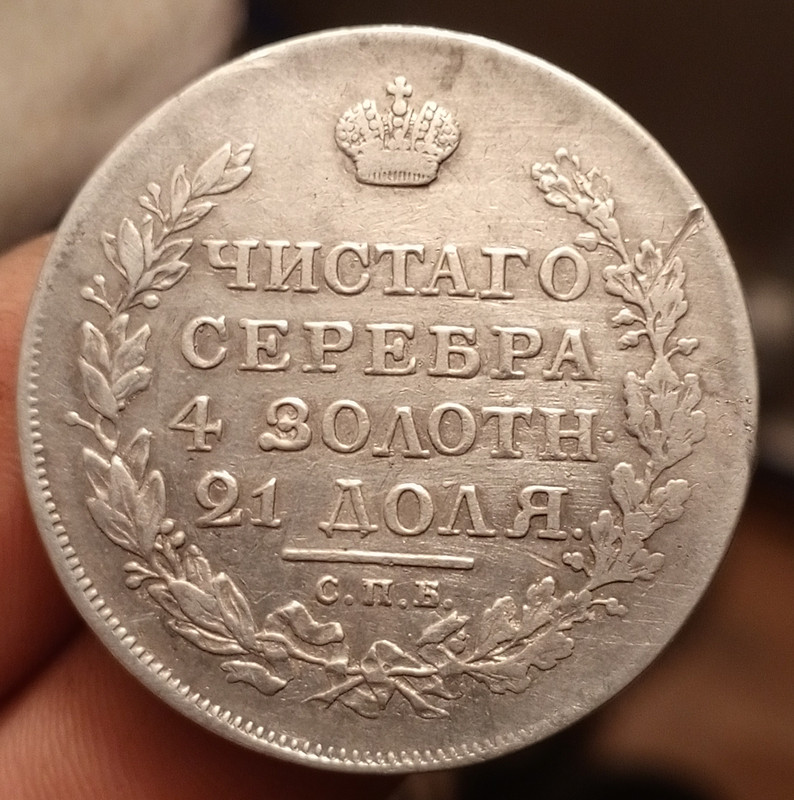 ЧИСТАГО
СЕРЕБРА
4 ЗОЛОТН.
21 ДОЛЯ.
С.П.Б.